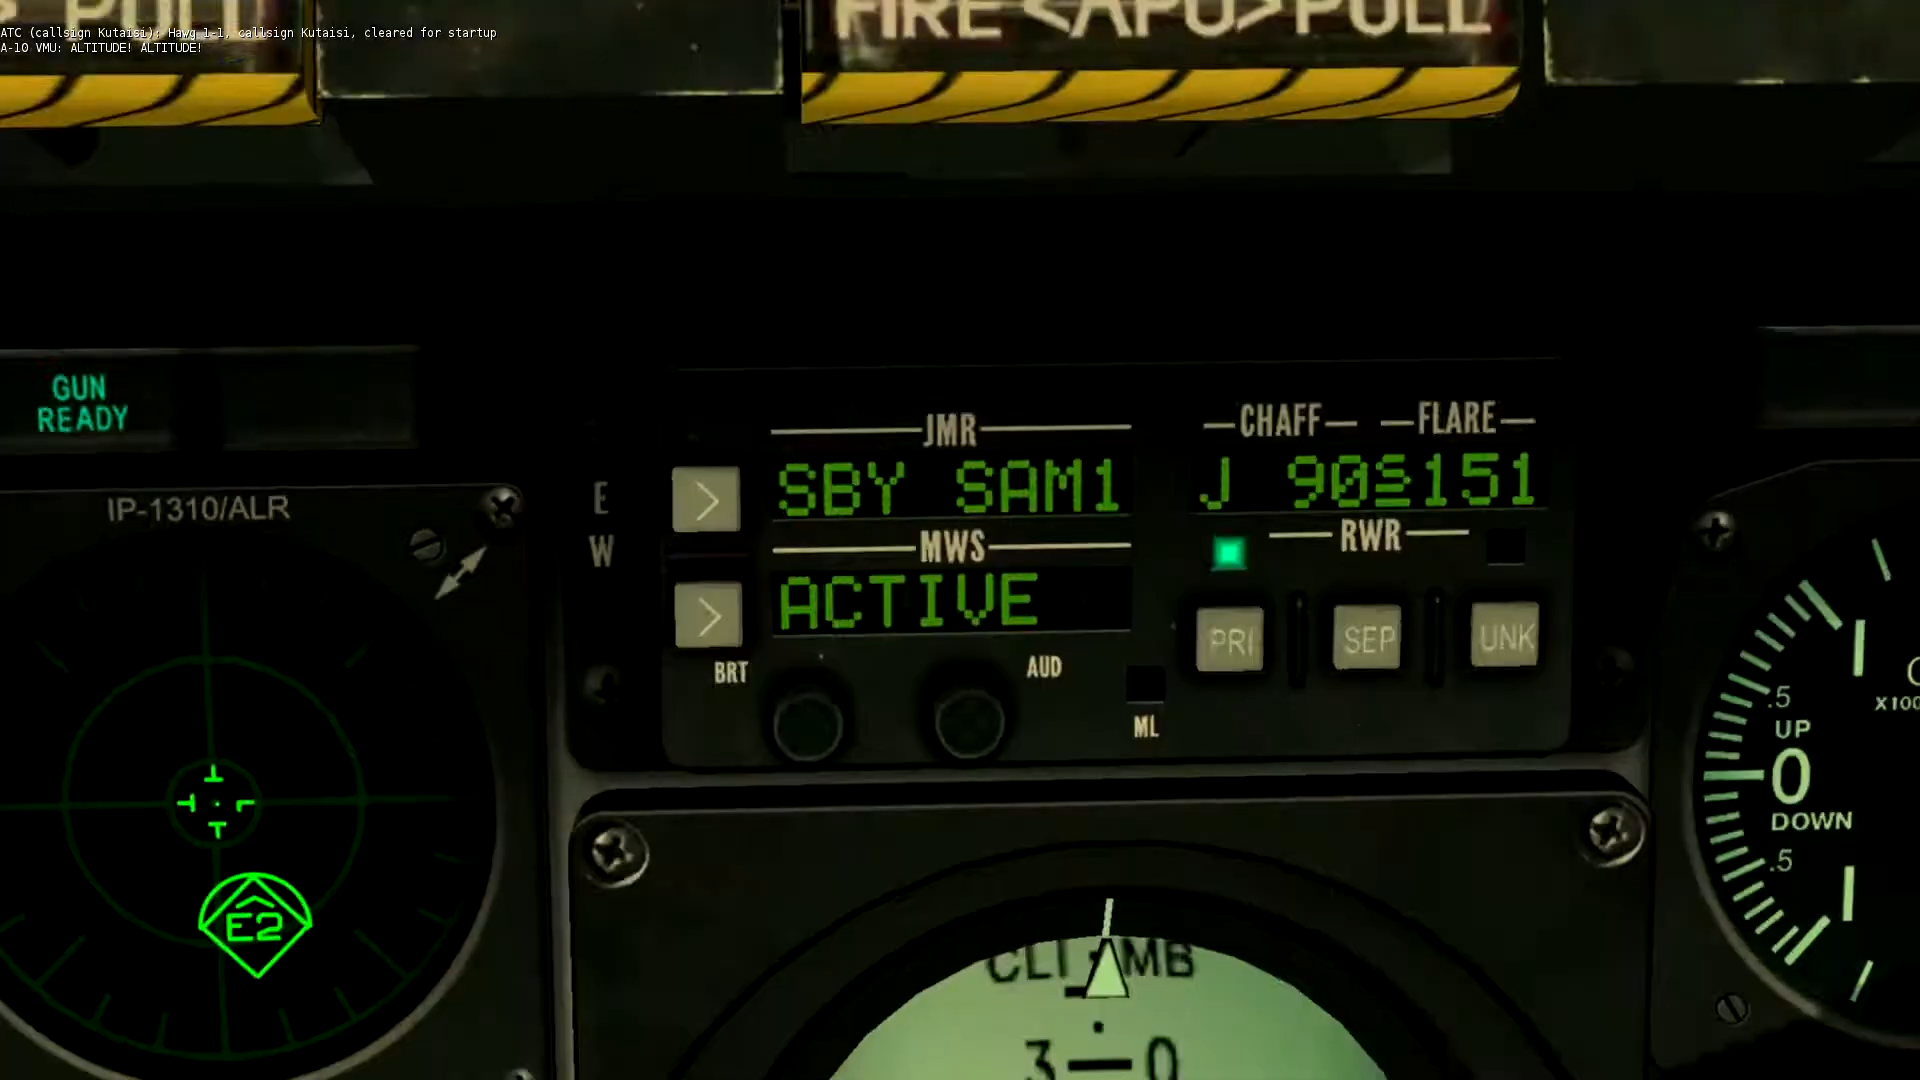 PULL
FIRE <APU> PULL
ATC (callsign Kutaisi): Hawg 1-1, callsign Kutaisi, cleared for startup
A-10 VMU: ALTITUDE! ALTITUDE!
GUN
READY
IP-1310/ALR
E
W
JMR
SBY SAM1
MWS
ACTIVE
BRT
AUD
ML
CHAFF
FLARE
J 90 151
RWR
PRI
SEP
UNK
E2
CLIMB
3 0
.5
UP
0
DOWN
.5
X100